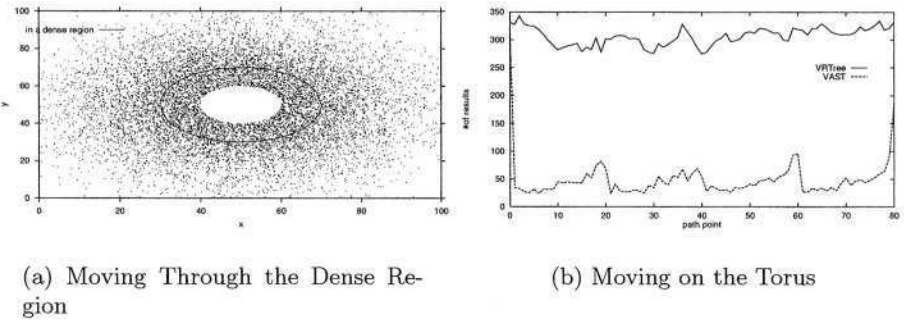 100
80
60
40
20
0
y
in a dense region
0 20 40 60 80 100
x
350
300
250
200
150
100
50
0
#of results
VRTree
VAST
0 10 20 30 40 50 60 70 80
path point
(a) Moving Through the Dense Re-
gion
(b) Moving on the Torus